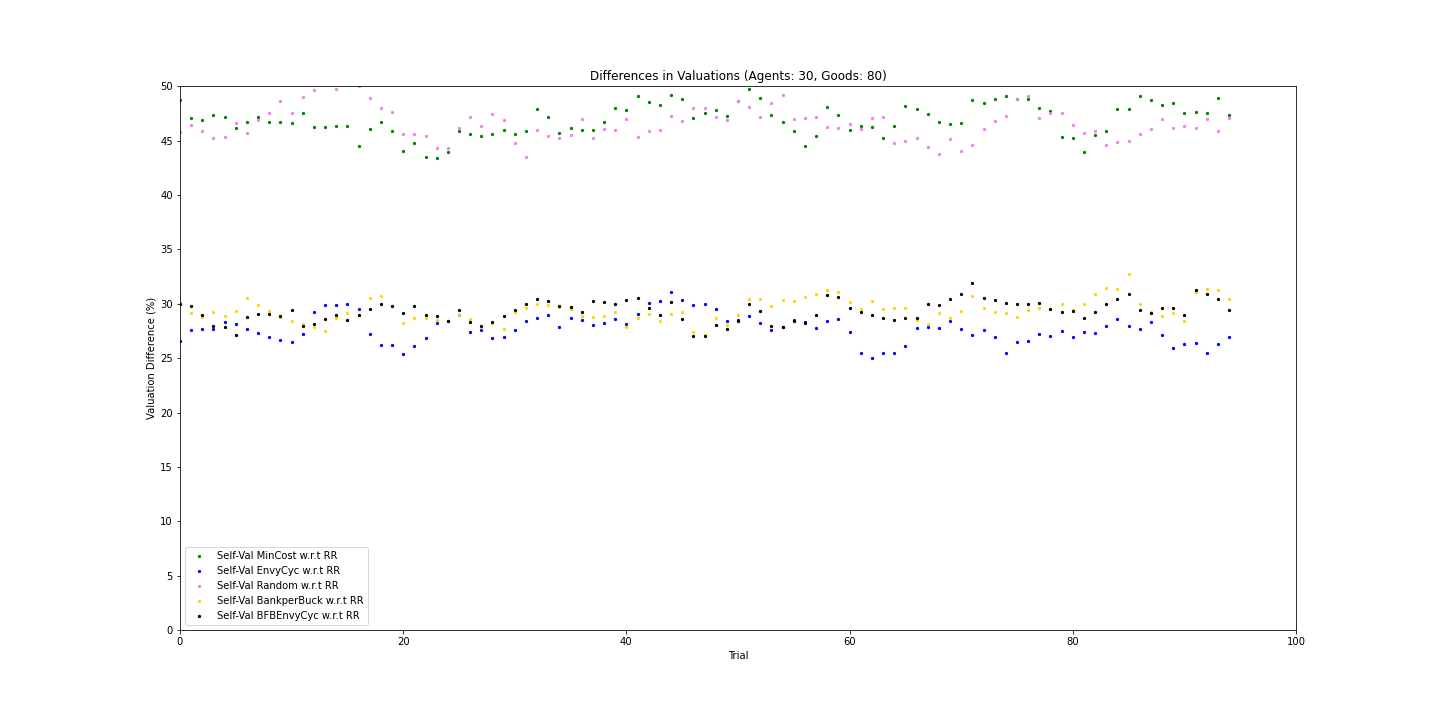 Differences in Valuations (Agents: 30, Goods: 80)
50
45
40
35
30
25
20
15
10
5
0
Valuation Difference (%)
Self-Val MinCost w.r.t RR
Self-Val EnvyCyc w.r.t RR
Self-Val Random w.r.t RR
Self-Val BankperBuck w.r.t RR
Self-Val BFBEnvyCyc w.r.t RR
0 20 40 60 80 100
Trial